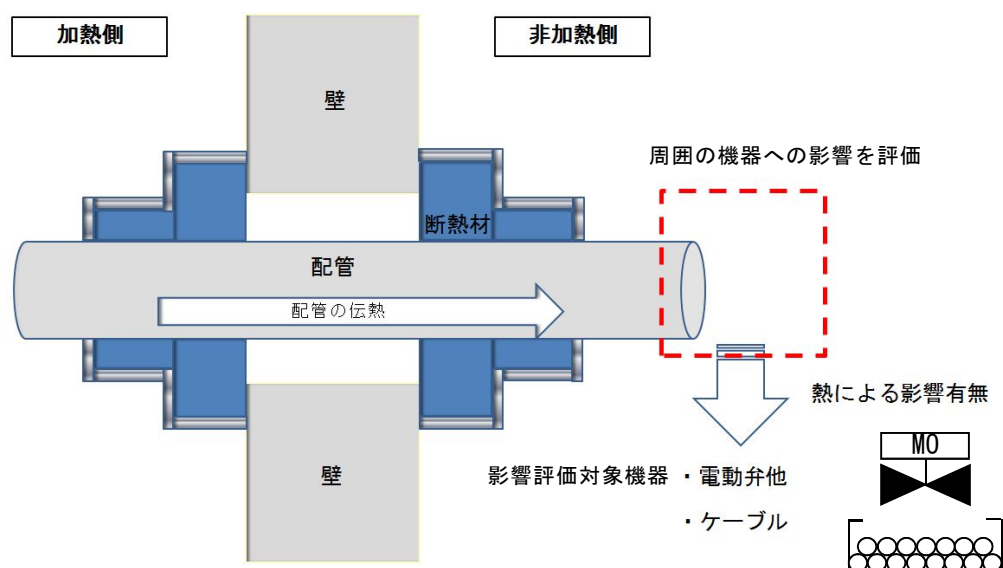 加熱側
非加熱側
壁
周囲の機器への影響を評価
断熱材
配管
配管の伝熱
熱による影響有無
MO
壁
影響評価対象機器 ・電動弁他
・ケーブル